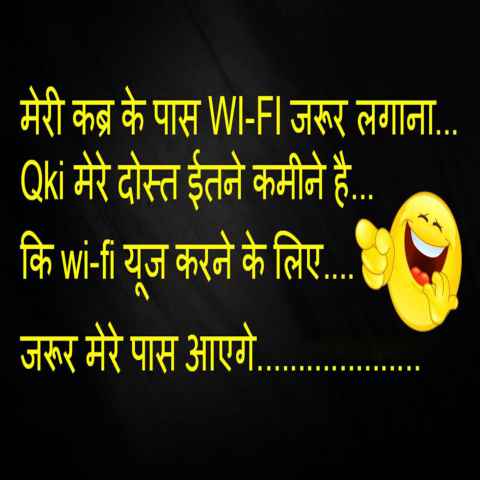 मेरी कब्र के पास WI-FI जरूर लगाना...
Qki मेरे दोस्त ईतने कमीने है...
कि wi-fi यूज करने के लिए....
जरूर मेरे पास आएगे....................